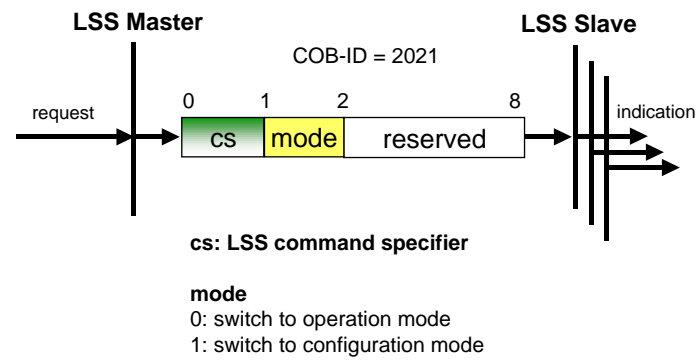 LSS Master
LSS Slave
COB-ID = 2021
request
0 1 2 8
indication
cs mode reserved
cs: LSS command specifier
mode
0: switch to operation mode
1: switch to configuration mode